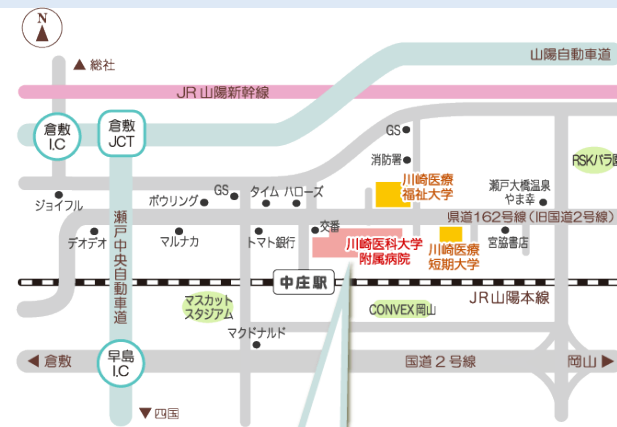 N
山陽自動車道
▲ 総社
JR山陽新幹線
倉敷
I.C
倉敷
JCT
GS
消防署
RSKバラ園
川崎医療
福祉大学
瀬戸大橋温泉
やま幸
ジョイフル
ボウリング
GS
タイム
ハローズ
県道162号線(旧国道2号線)
デオデオ
瀬戸中央自動車道
マルナカ
トマト銀行
交番
川崎医科大学
附属病院
川崎医療
短期大学
宮脇書店
中庄駅
JR山陽本線
マスカット
スタジアム
CONVEX岡山
マクドナルド
◀ 倉敷
早島
I.C
国道2号線
岡山 ▶
▼四国